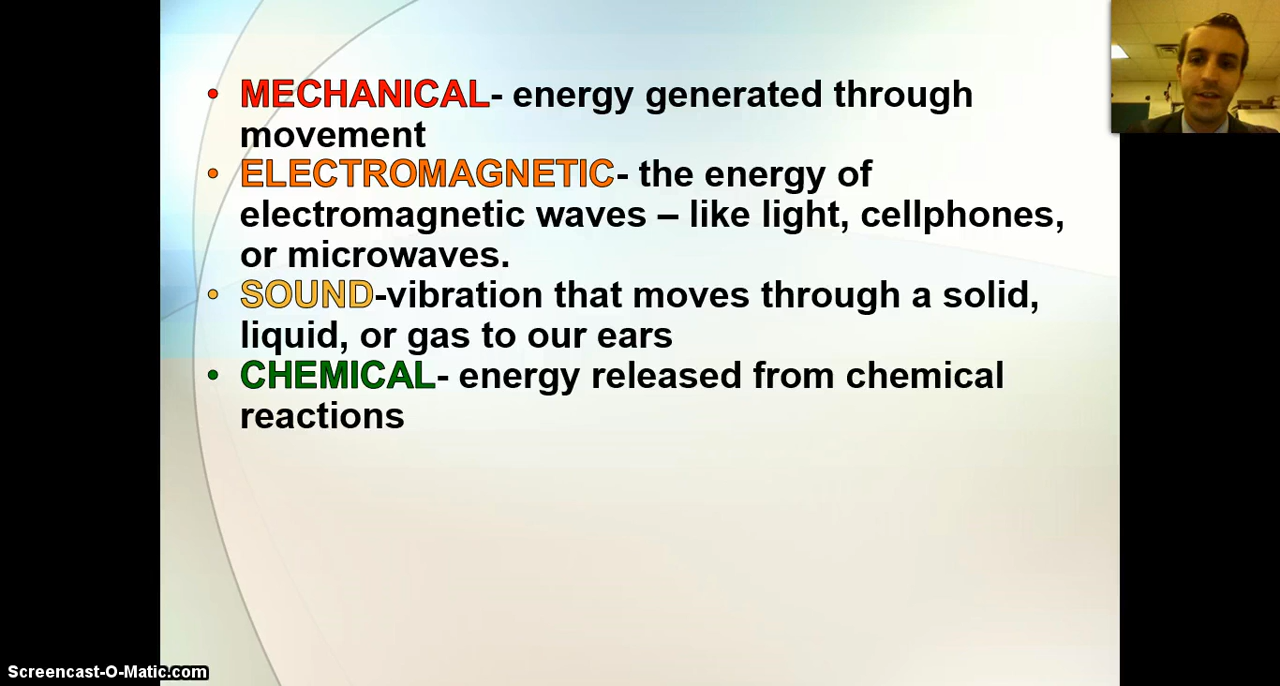 • MECHANICAL- energy generated through
movement
• ELECTROMAGNETIC- the energy of
electromagnetic waves – like light, cellphones,
or microwaves.
• SOUND-vibration that moves through a solid,
liquid, or gas to our ears
• CHEMICAL- energy released from chemical
reactions
Screencast-O-Matic.com